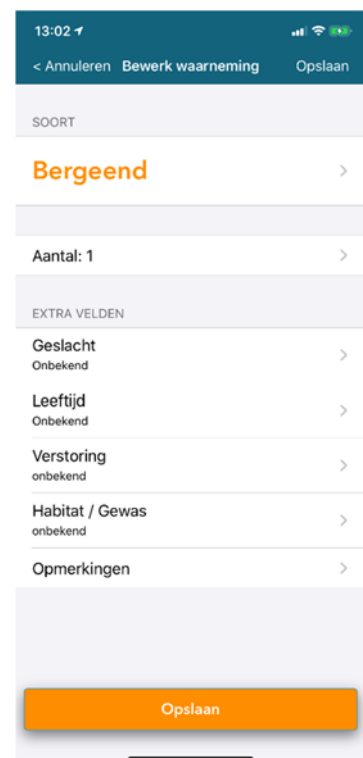 13:02
< Annuleren Bewerk waarneming Opslaan
SOORT
Bergeend
Aantal: 1
EXTRA VELDEN
Geslacht
Onbekend
Leeftijd
Onbekend
Verstoring
onbekend
Habitat / Gewas
onbekend
Opmerkingen
Opslaan